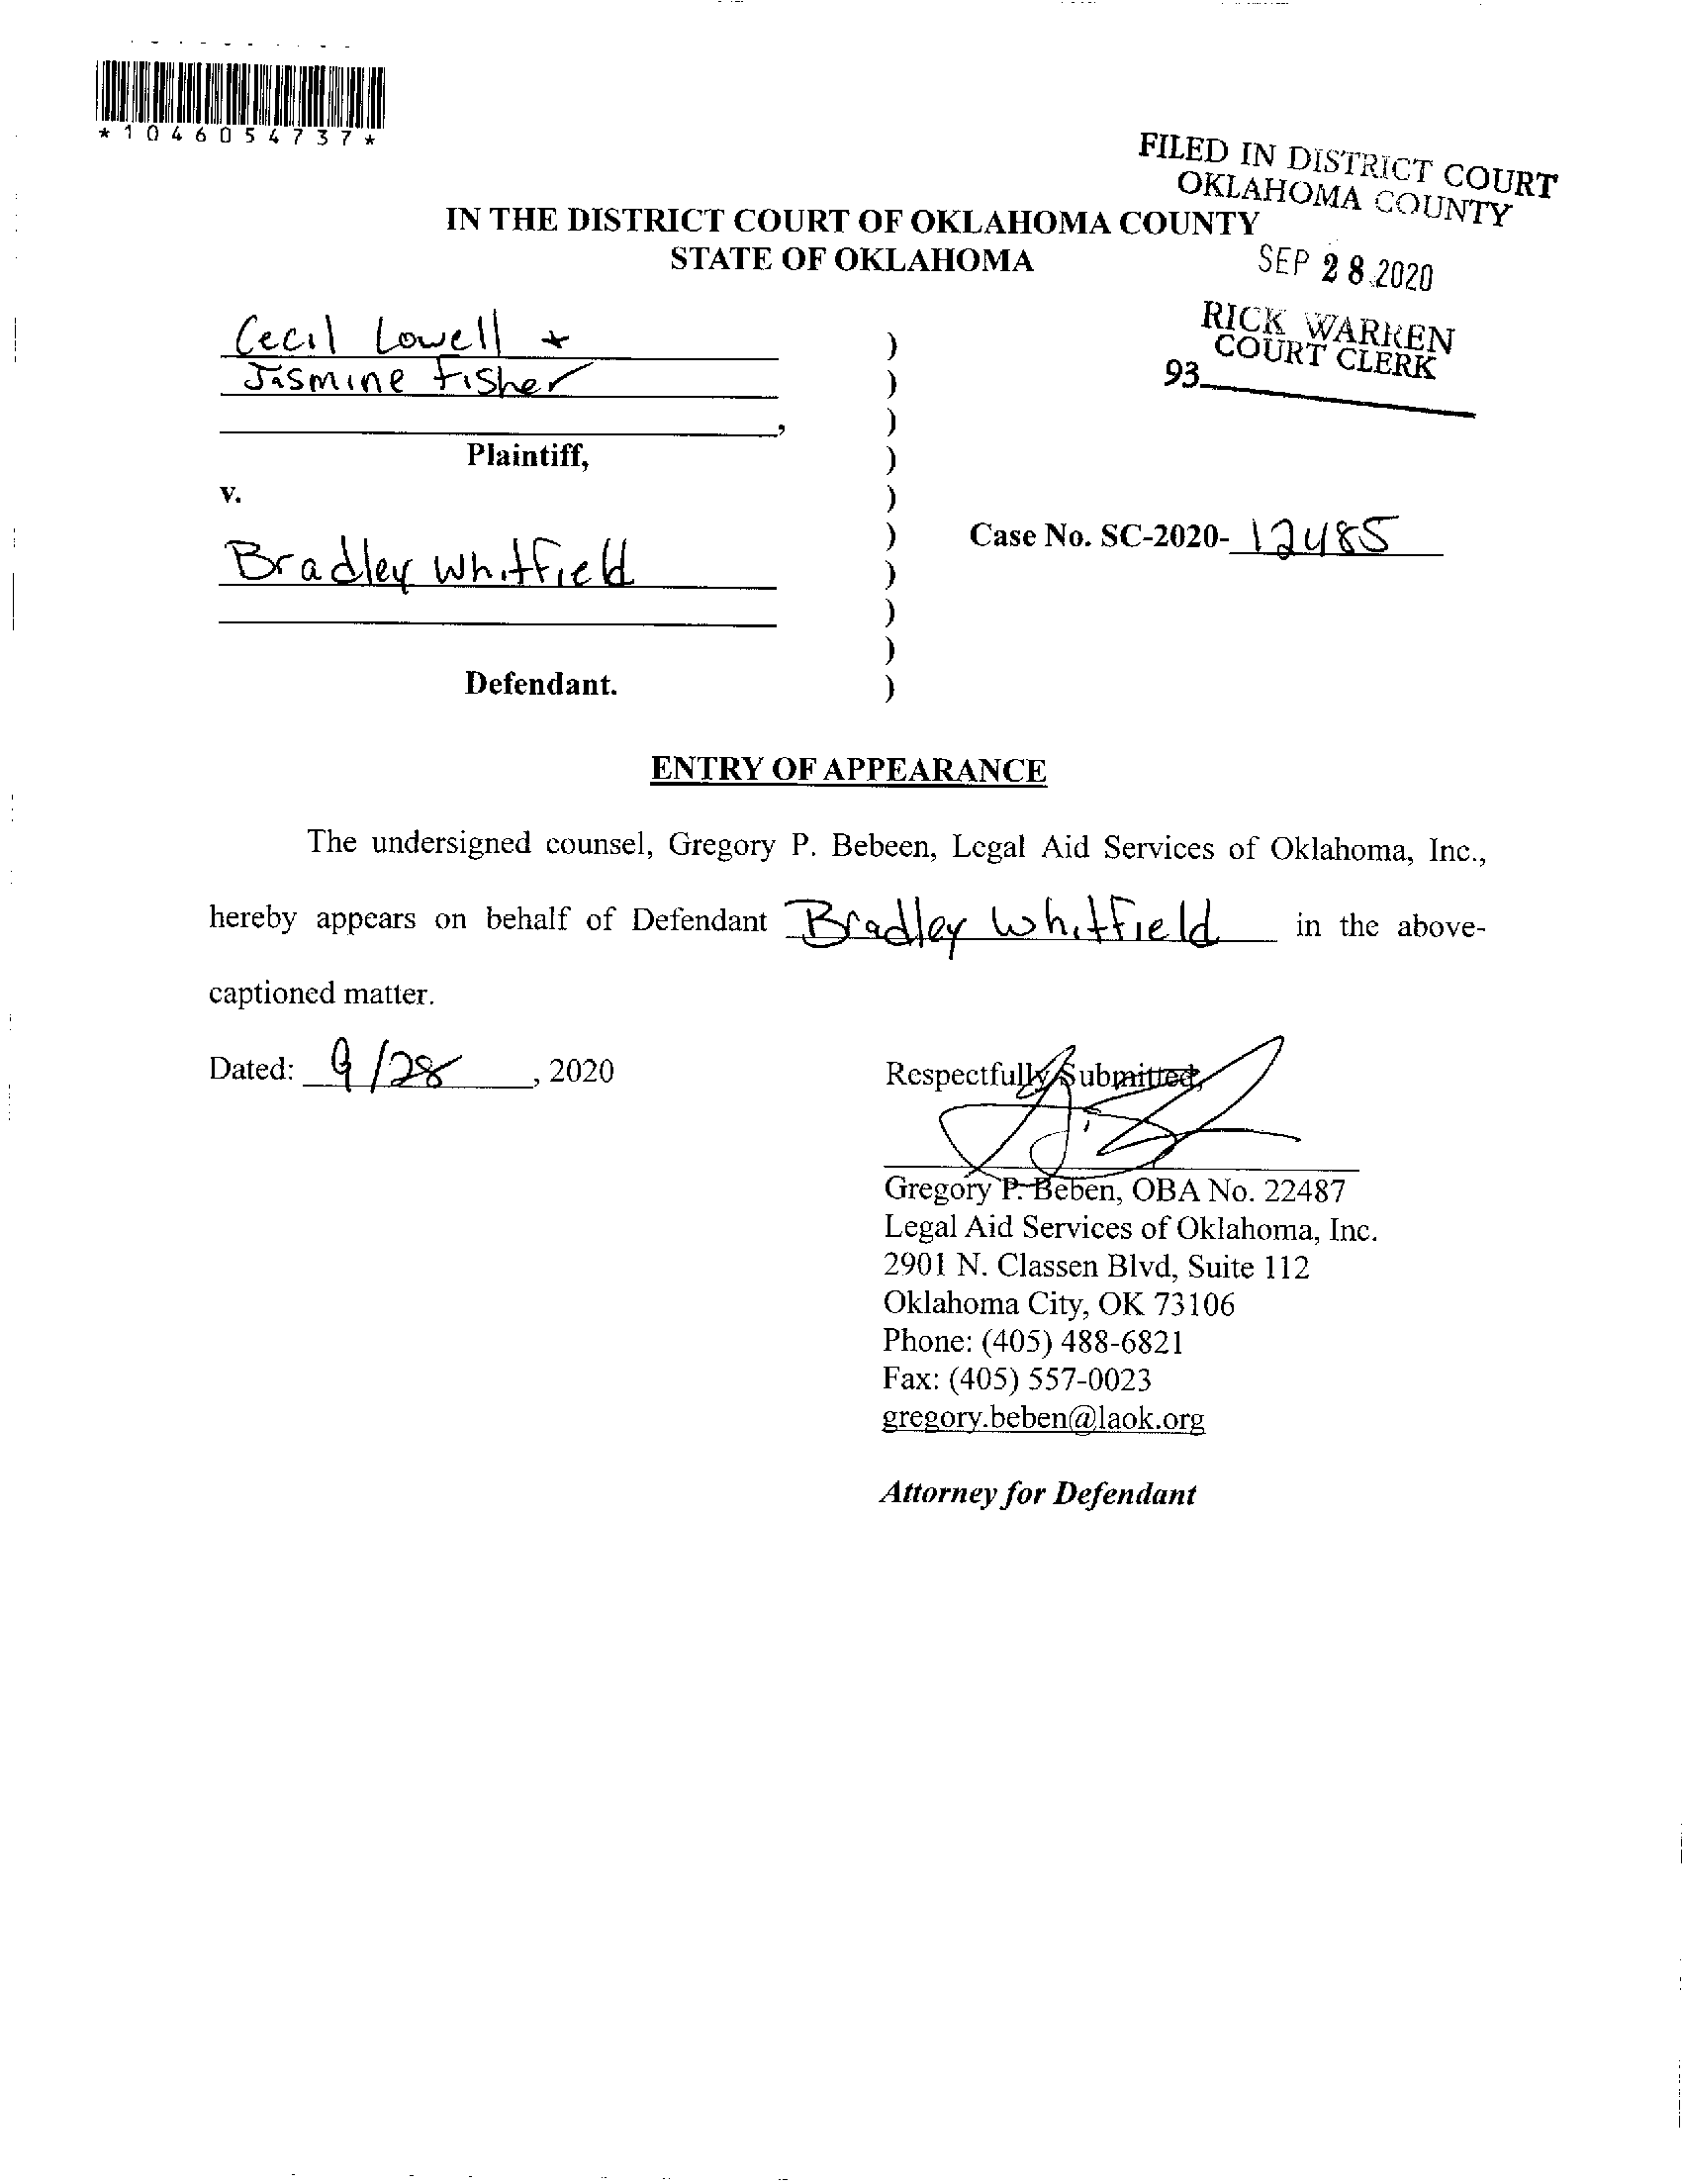 *1046054737*
FILED IN DISTRICT COURT
OKLAHOMA COUNTY
IN THE DISTRICT COURT OF OKLAHOMA COUNTY
STATE OF OKLAHOMA
SEP 28 2020
RICK WARREN
COURT CLERK
93
Cecil Lowell +
Jasmine Fisher
,
Plaintiff,
v.
Case No. SC-2020- 12485
Bradley Whitfield
Defendant.
)
)
)
)
)
)
)
)
)
)
ENTRY OF APPEARANCE
The undersigned counsel, Gregory P. Bebeen, Legal Aid Services of Oklahoma, Inc.,
hereby appears on behalf of Defendant Bradley Whitfield in the above-
captioned matter.
Dated: 9/28, 2020
Respectfully Submitted,
Gregory P. Beben, OBA No. 22487
Legal Aid Services of Oklahoma, Inc.
2901 N. Classen Blvd, Suite 112
Oklahoma City, OK 73106
Phone: (405) 488-6821
Fax: (405) 557-0023
gregory.beben@laok.org
Attorney for Defendant